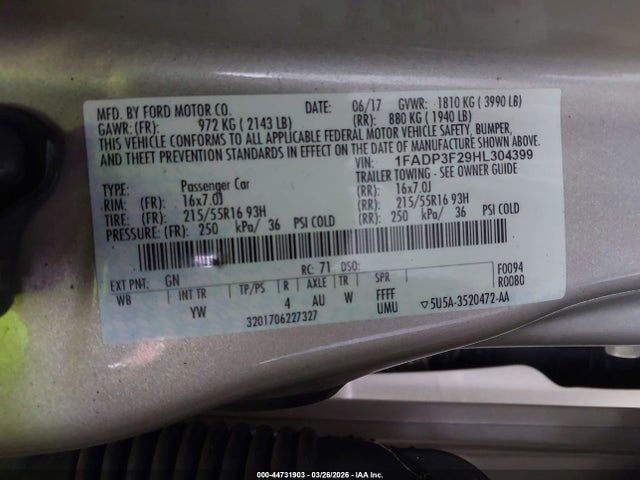 MFD. BY FORD MOTOR CO. DATE: 06/17 GVWR: 1810 KG ( 3990 LB)
GAWR: (FR): 972 KG ( 2143 LB) (RR): 880 KG ( 1940 LB)
THIS VEHICLE CONFORMS TO ALL APPLICABLE FEDERAL MOTOR VEHICLE SAFETY, BUMPER,
THEFT PREVENTION STANDARDS IN EFFECT ON THE DATE OF MANUFACTURE SHOWN ABOVE.
VIN: 1FADP3F29HL304399
TYPE: Passenger Car TRAILER TOWING - SEE OWNER GUIDE
RIM: (FR): 16x7.0J (RR): 16x7.0J
TIRE: (FR): 215/55R16 93H (RR): 215/55R16 93H
PRESSURE: (FR): 250 kPa/ 36 PSI COLD (RR): 250 kPa/ 36 PSI COLD
EXT PNT: GN RC: 71 DSO: F0094
WB INT TR TP/PS R AXLE TR SPR R0080
YW 4 AU W FFFF
UMU ▽5U5A-3520472-AA
3201706227327
000-44731903 - 03/26/2026 - IAA Corp.